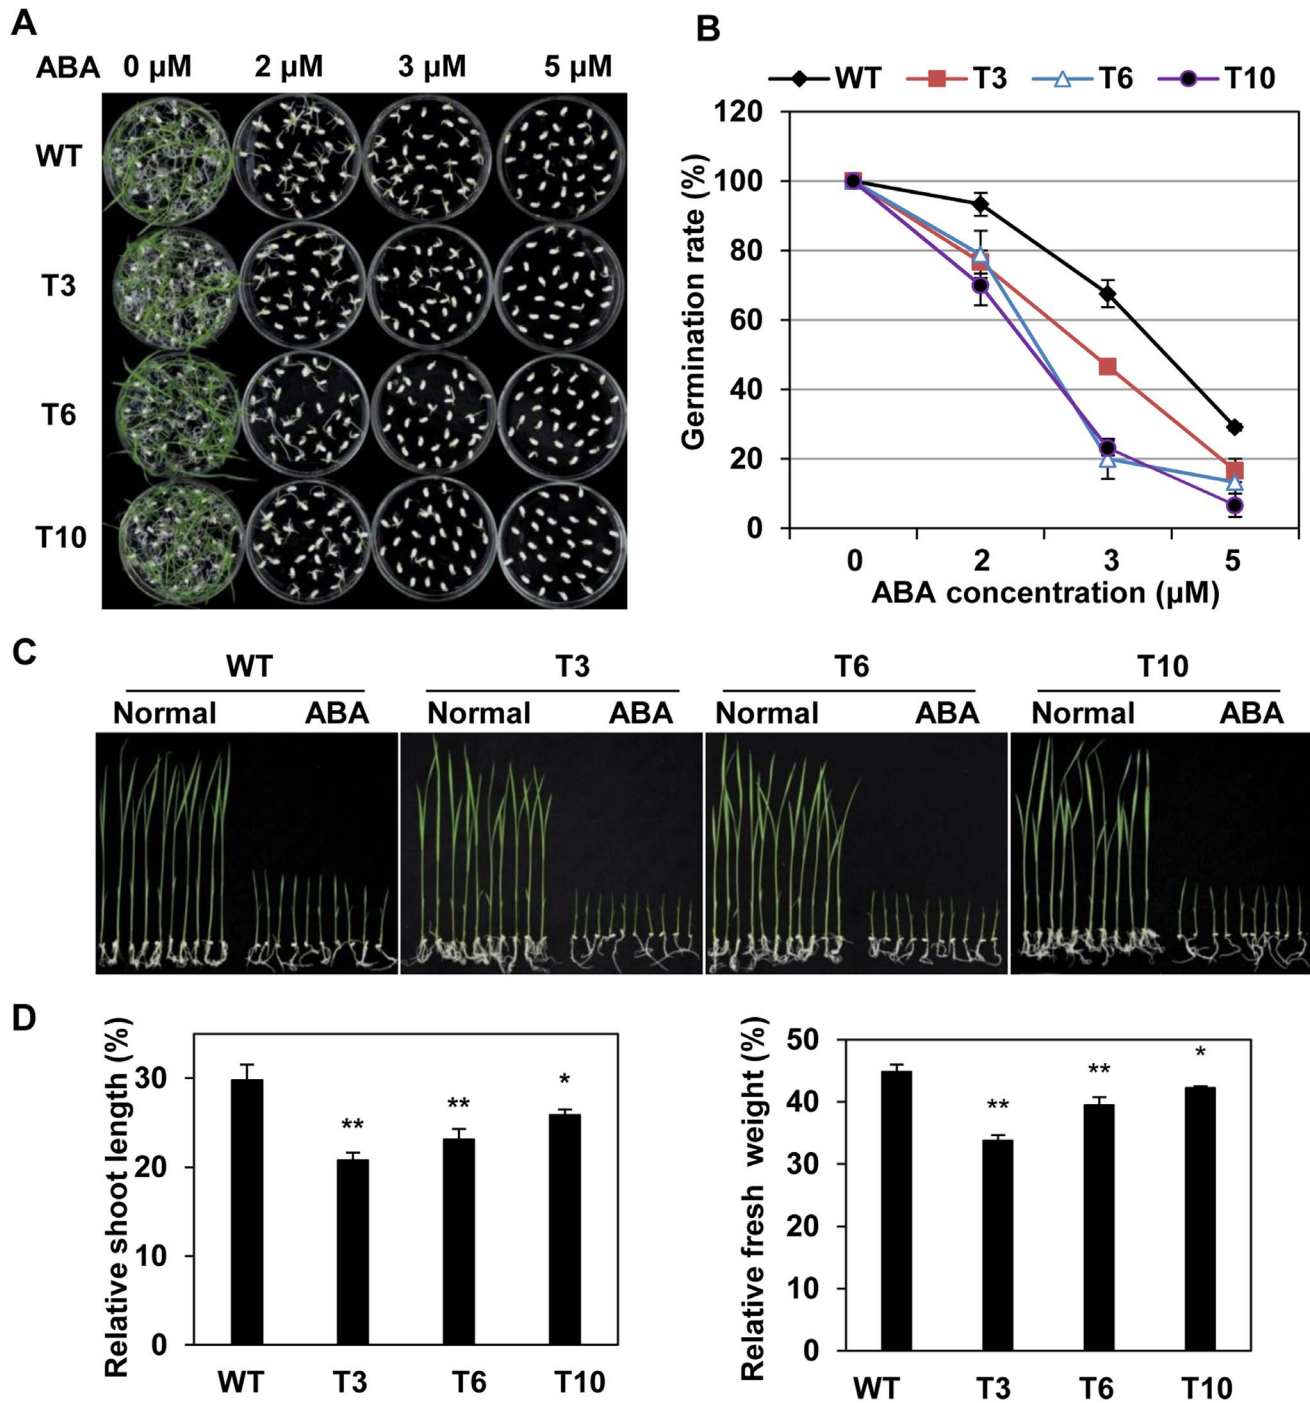 A
ABA 0 μM 2 μM 3 μM 5 μM
WT
T3
T6
T10
B
WT T3 T6 T10
Germination rate (%)
120
100
80
60
40
20
0
0 2 3 5
ABA concentration (μM)
C
WT T3 T6 T10
Normal ABA Normal ABA Normal ABA Normal ABA
D
Relative shoot length (%)
30
20
10
0
** ** *
WT T3 T6 T10
Relative fresh weight (%)
50
40
30
20
10
0
** ** *
WT T3 T6 T10